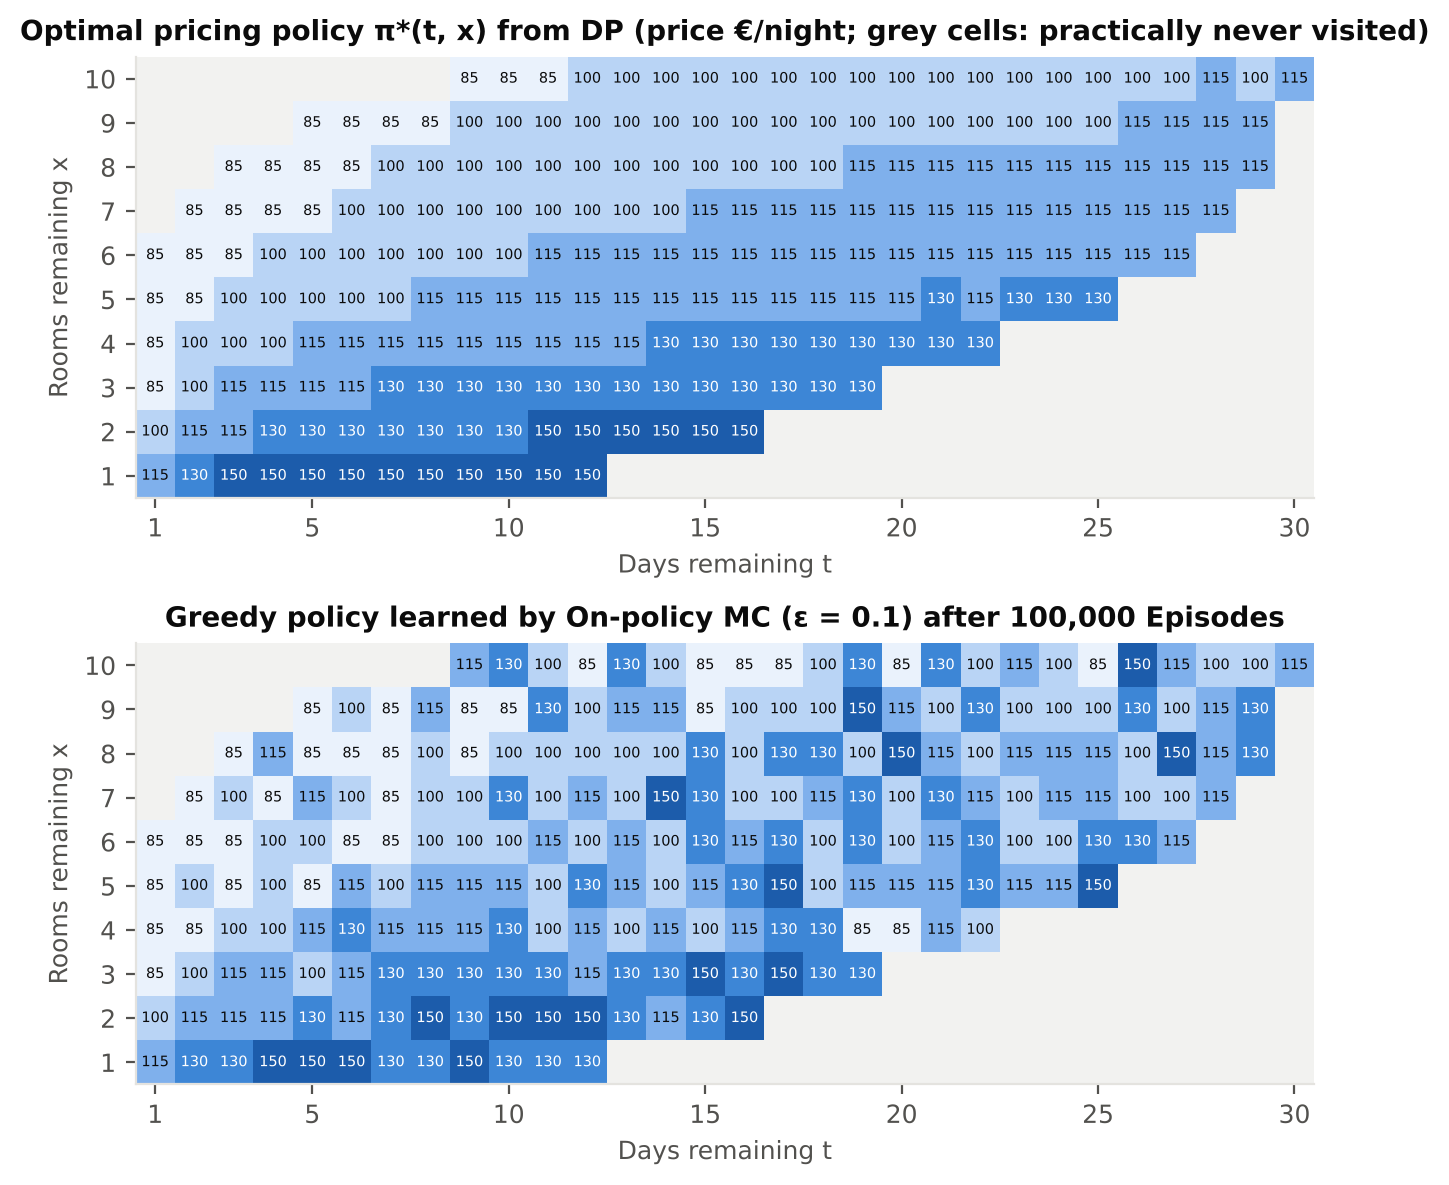 Optimal pricing policy π*(t, x) from DP (price €/night; grey cells: practically never visited)
10 85 85 85 100 100 100 100 100 100 100 100 100 100 100 100 100 100 100 100 115 100 115
9 85 85 85 85 100 100 100 100 100 100 100 100 100 100 100 100 100 100 100 100 100 115 115 115 115
8 85 85 85 85 100 100 100 100 100 100 100 100 100 100 100 100 115 115 115 115 115 115 115 115 115 115 115
7 85 85 85 85 100 100 100 100 100 100 100 100 100 115 115 115 115 115 115 115 115 115 115 115 115 115 115
6 85 85 85 100 100 100 100 100 100 100 115 115 115 115 115 115 115 115 115 115 115 115 115 115 115 115 115
5 85 85 100 100 100 100 100 115 115 115 115 115 115 115 115 115 115 115 115 115 130 115 130 130 130
4 85 100 100 100 115 115 115 115 115 115 115 115 115 130 130 130 130 130 130 130 130 130
3 85 100 115 115 115 115 130 130 130 130 130 130 130 130 130 130 130 130 130
2 100 115 115 130 130 130 130 130 130 130 150 150 150 150 150 150
1 115 130 150 150 150 150 150 150 150 150 150 150
Rooms remaining x
1 5 10 15 20 25 30
Days remaining t
Greedy policy learned by On-policy MC (ε = 0.1) after 100,000 Episodes
10 115 130 100 85 130 100 85 85 85 100 130 85 130 100 115 100 85 150 115 100 100 115
9 85 100 85 115 85 85 130 100 115 115 85 100 100 100 150 115 100 130 100 100 100 130 100 115 130
8 85 115 85 85 85 100 85 100 100 100 100 100 130 100 130 130 100 150 115 100 115 115 115 100 150 115 130
7 85 100 85 115 100 85 100 100 130 100 115 100 150 130 100 100 115 130 100 130 115 100 115 115 100 100 115
6 85 85 85 100 100 85 85 100 100 100 115 100 115 100 130 115 130 100 130 100 115 130 100 100 130 130 115
5 85 100 85 100 85 115 100 115 115 115 100 130 115 100 115 130 150 100 115 115 115 130 115 115 150
4 85 85 100 100 115 130 115 115 115 130 100 115 100 115 100 115 130 130 85 85 115 100
3 85 100 115 115 100 115 130 130 130 130 130 115 130 130 150 130 150 130 130
2 100 115 115 115 130 115 130 150 130 150 150 150 130 115 130 150
1 115 130 130 150 150 150 130 130 150 130 130 130
Rooms remaining x
1 5 10 15 20 25 30
Days remaining t